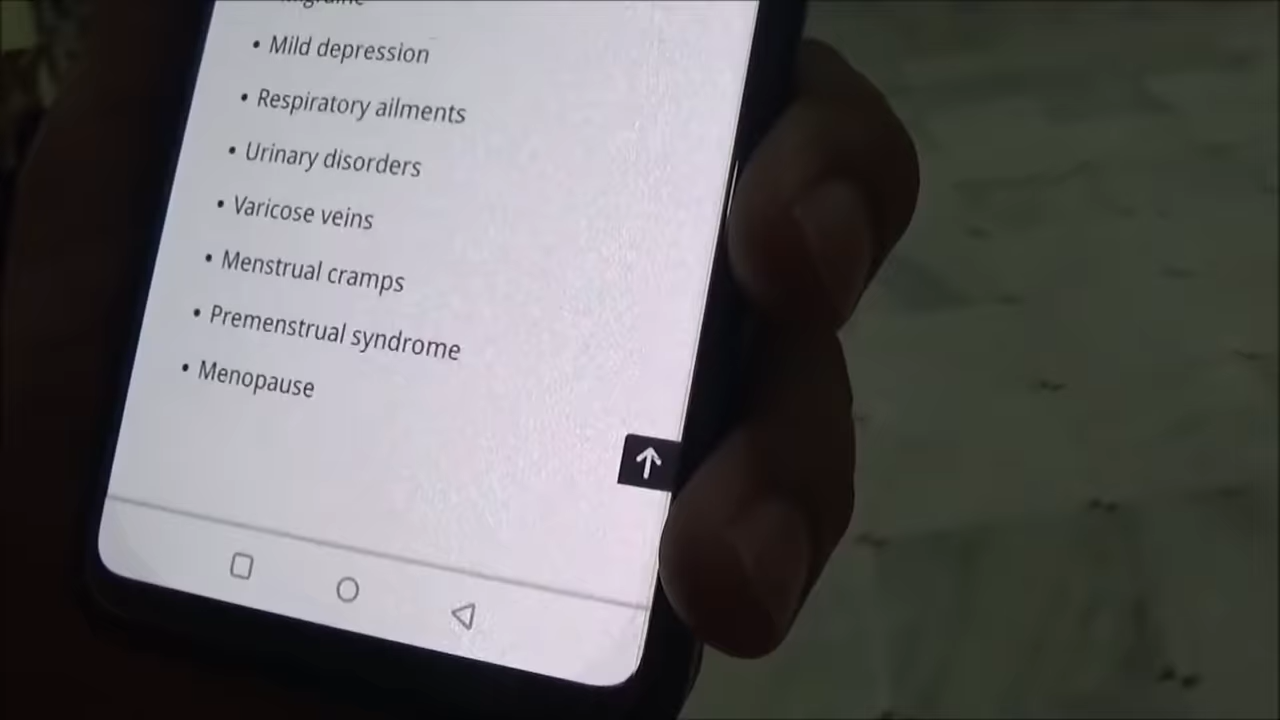 • Mild depression
• Respiratory ailments
• Urinary disorders
• Varicose veins
• Menstrual cramps
• Premenstrual syndrome
• Menopause